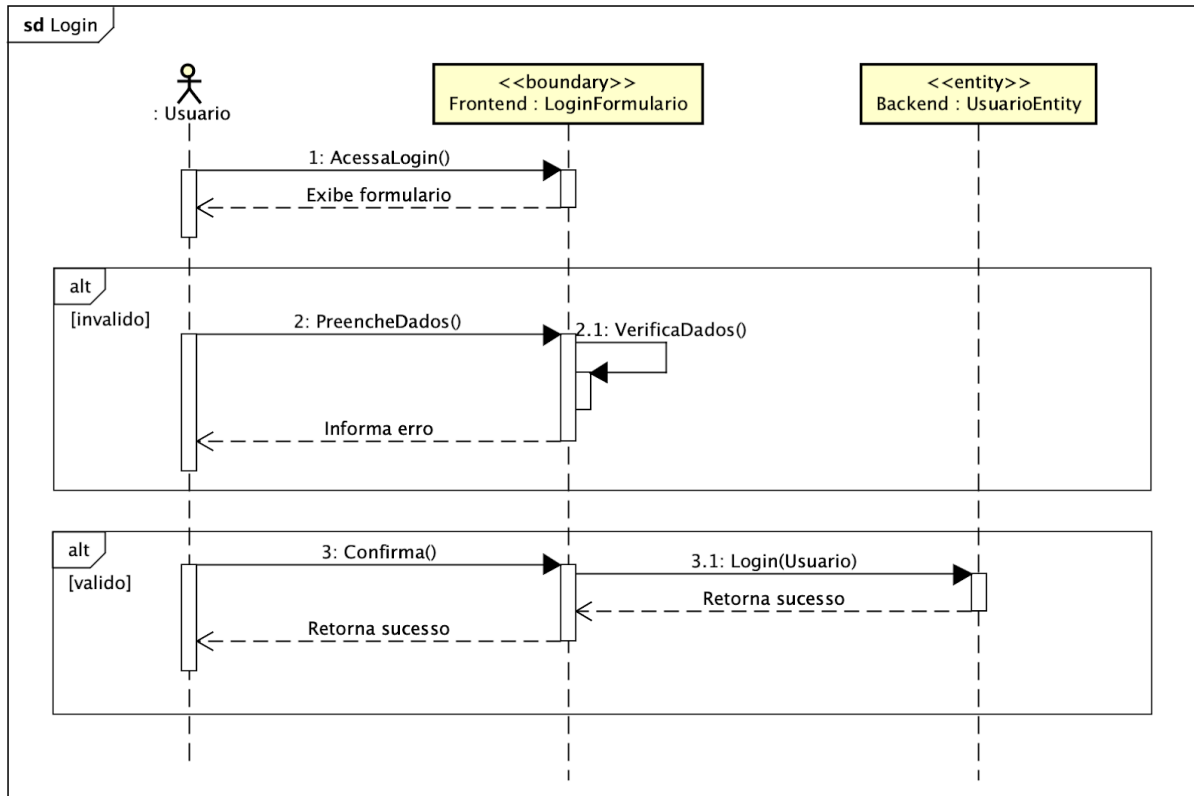 sd Login
: Usuario
<<boundary>>
Frontend : LoginFormulario
<<entity>>
Backend : UsuarioEntity
1: AcessaLogin()
Exibe formulario
alt
[invalido]
2: PreencheDados()
2.1: VerificaDados()
Informa erro
alt
[valido]
3: Confirma()
3.1: Login(Usuario)
Retorna sucesso
Retorna sucesso